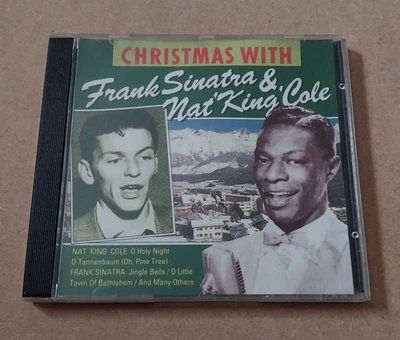 CHRISTMAS WITH
Frank Sinatra &
Nat 'King' Cole
'NAT 'KING' COLE: O Holy Night
O Tannenbaum (Oh, Pine Tree)
FRANK SINATRA: Jingle Bells / O Little
Town Of Bethlehem / And Many Others